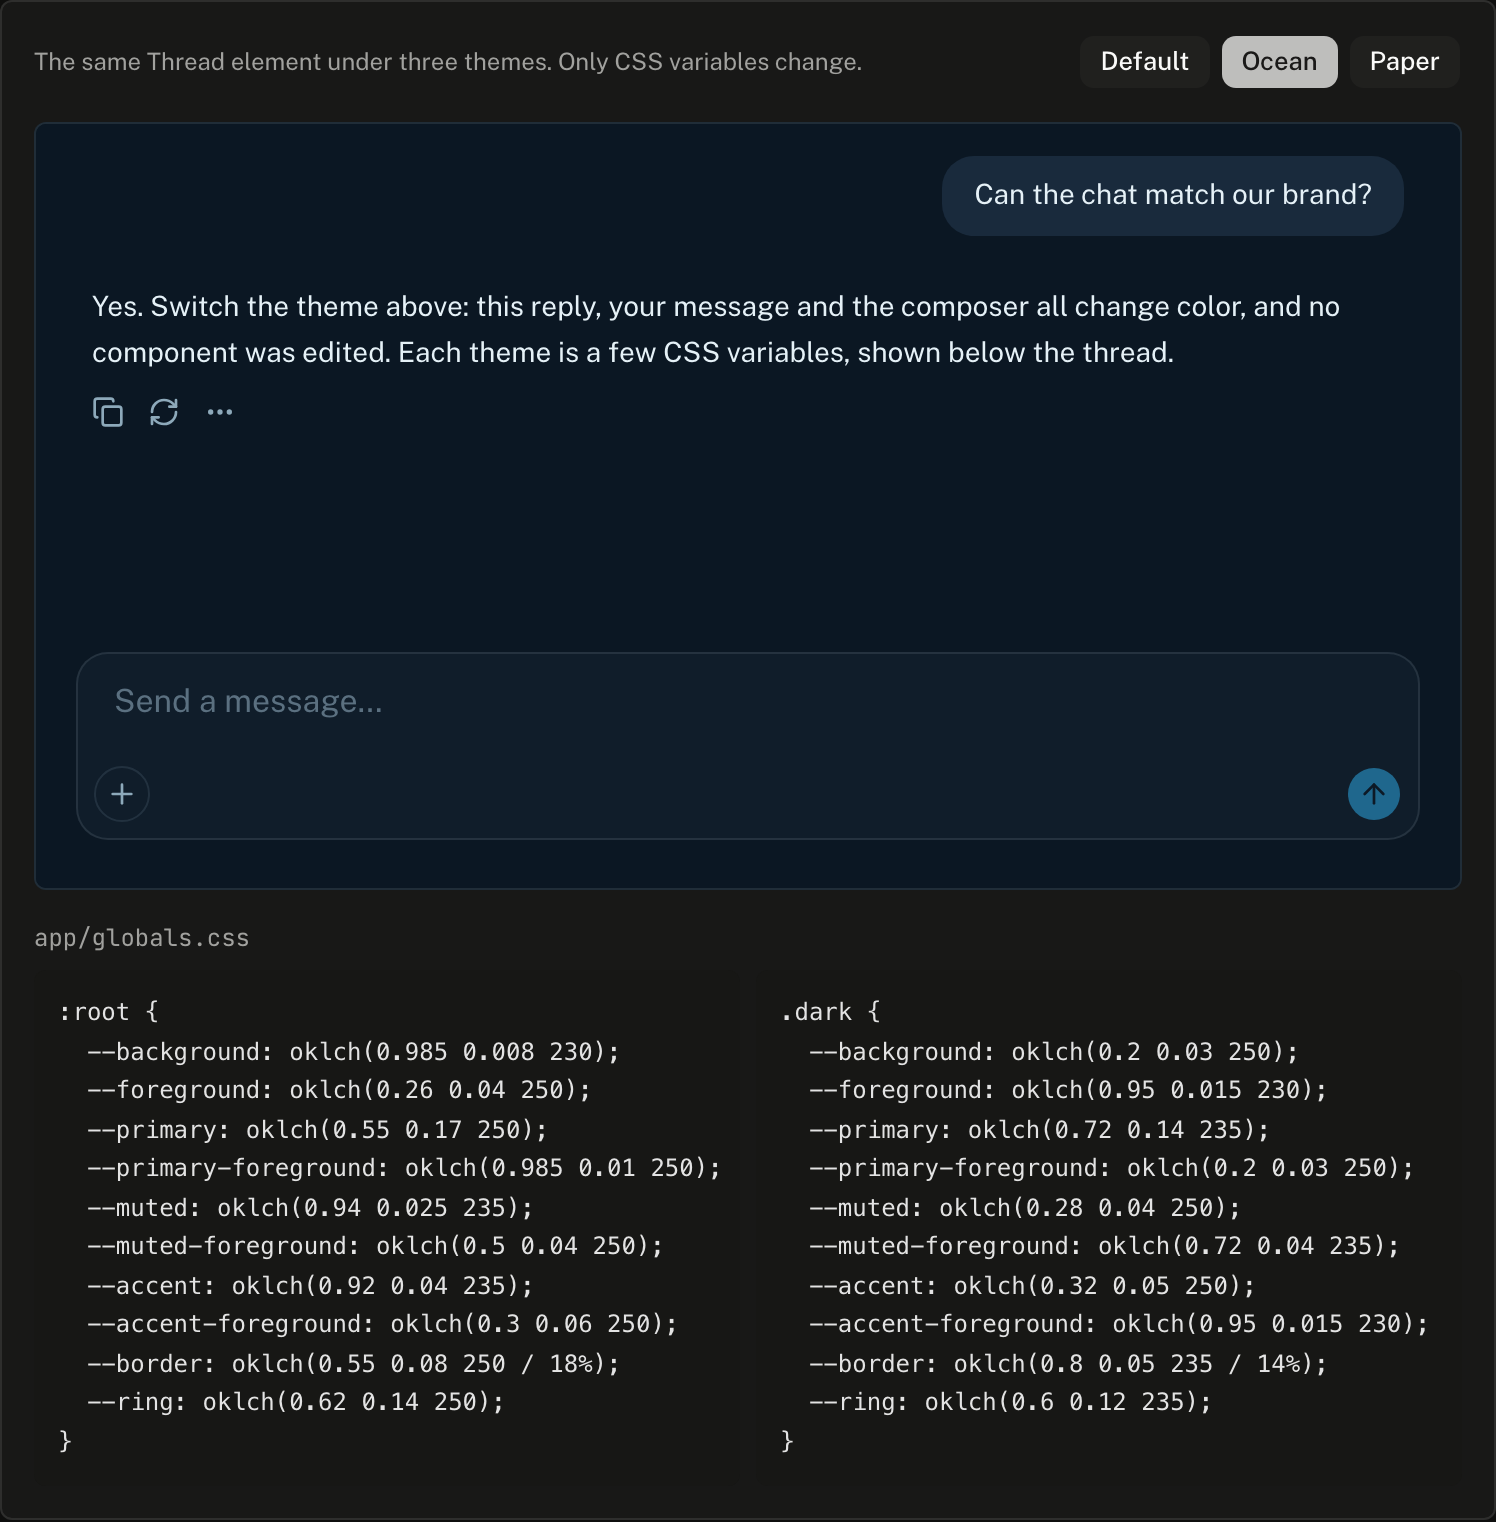 The same Thread element under three themes. Only CSS variables change.
Default
Ocean
Paper
Can the chat match our brand?
Yes. Switch the theme above: this reply, your message and the composer all change color, and no
component was edited. Each theme is a few CSS variables, shown below the thread.
Send a message...
app/globals.css
:root {
  --background: oklch(0.985 0.008 230);
  --foreground: oklch(0.26 0.04 250);
  --primary: oklch(0.55 0.17 250);
  --primary-foreground: oklch(0.985 0.01 250);
  --muted: oklch(0.94 0.025 235);
  --muted-foreground: oklch(0.5 0.04 250);
  --accent: oklch(0.92 0.04 235);
  --accent-foreground: oklch(0.3 0.06 250);
  --border: oklch(0.55 0.08 250 / 18%);
  --ring: oklch(0.62 0.14 250);
}
.dark {
  --background: oklch(0.2 0.03 250);
  --foreground: oklch(0.95 0.015 230);
  --primary: oklch(0.72 0.14 235);
  --primary-foreground: oklch(0.2 0.03 250);
  --muted: oklch(0.28 0.04 250);
  --muted-foreground: oklch(0.72 0.04 235);
  --accent: oklch(0.32 0.05 250);
  --accent-foreground: oklch(0.95 0.015 230);
  --border: oklch(0.8 0.05 235 / 14%);
  --ring: oklch(0.6 0.12 235);
}